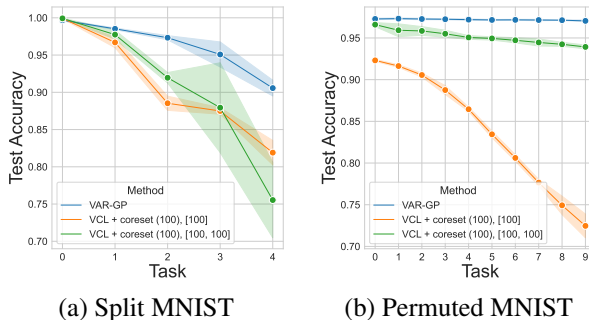 1.00
0.95
0.90
0.85
0.80
0.75
0.70
Test Accuracy
Method
VAR-GP
VCL + coreset (100), [100]
VCL + coreset (100), [100, 100]
0 1 2 3 4
Task
(a) Split MNIST
0.95
0.90
0.85
0.80
0.75
0.70
Test Accuracy
Method
VAR-GP
VCL + coreset (100), [100]
VCL + coreset (100), [100, 100]
0 1 2 3 4 5 6 7 8 9
Task
(b) Permuted MNIST